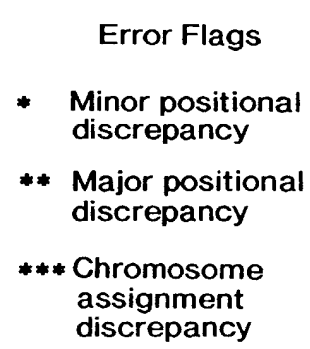 Error Flags
* Minor positional
discrepancy
** Major positional
discrepancy
*** Chromosome
assignment
discrepancy